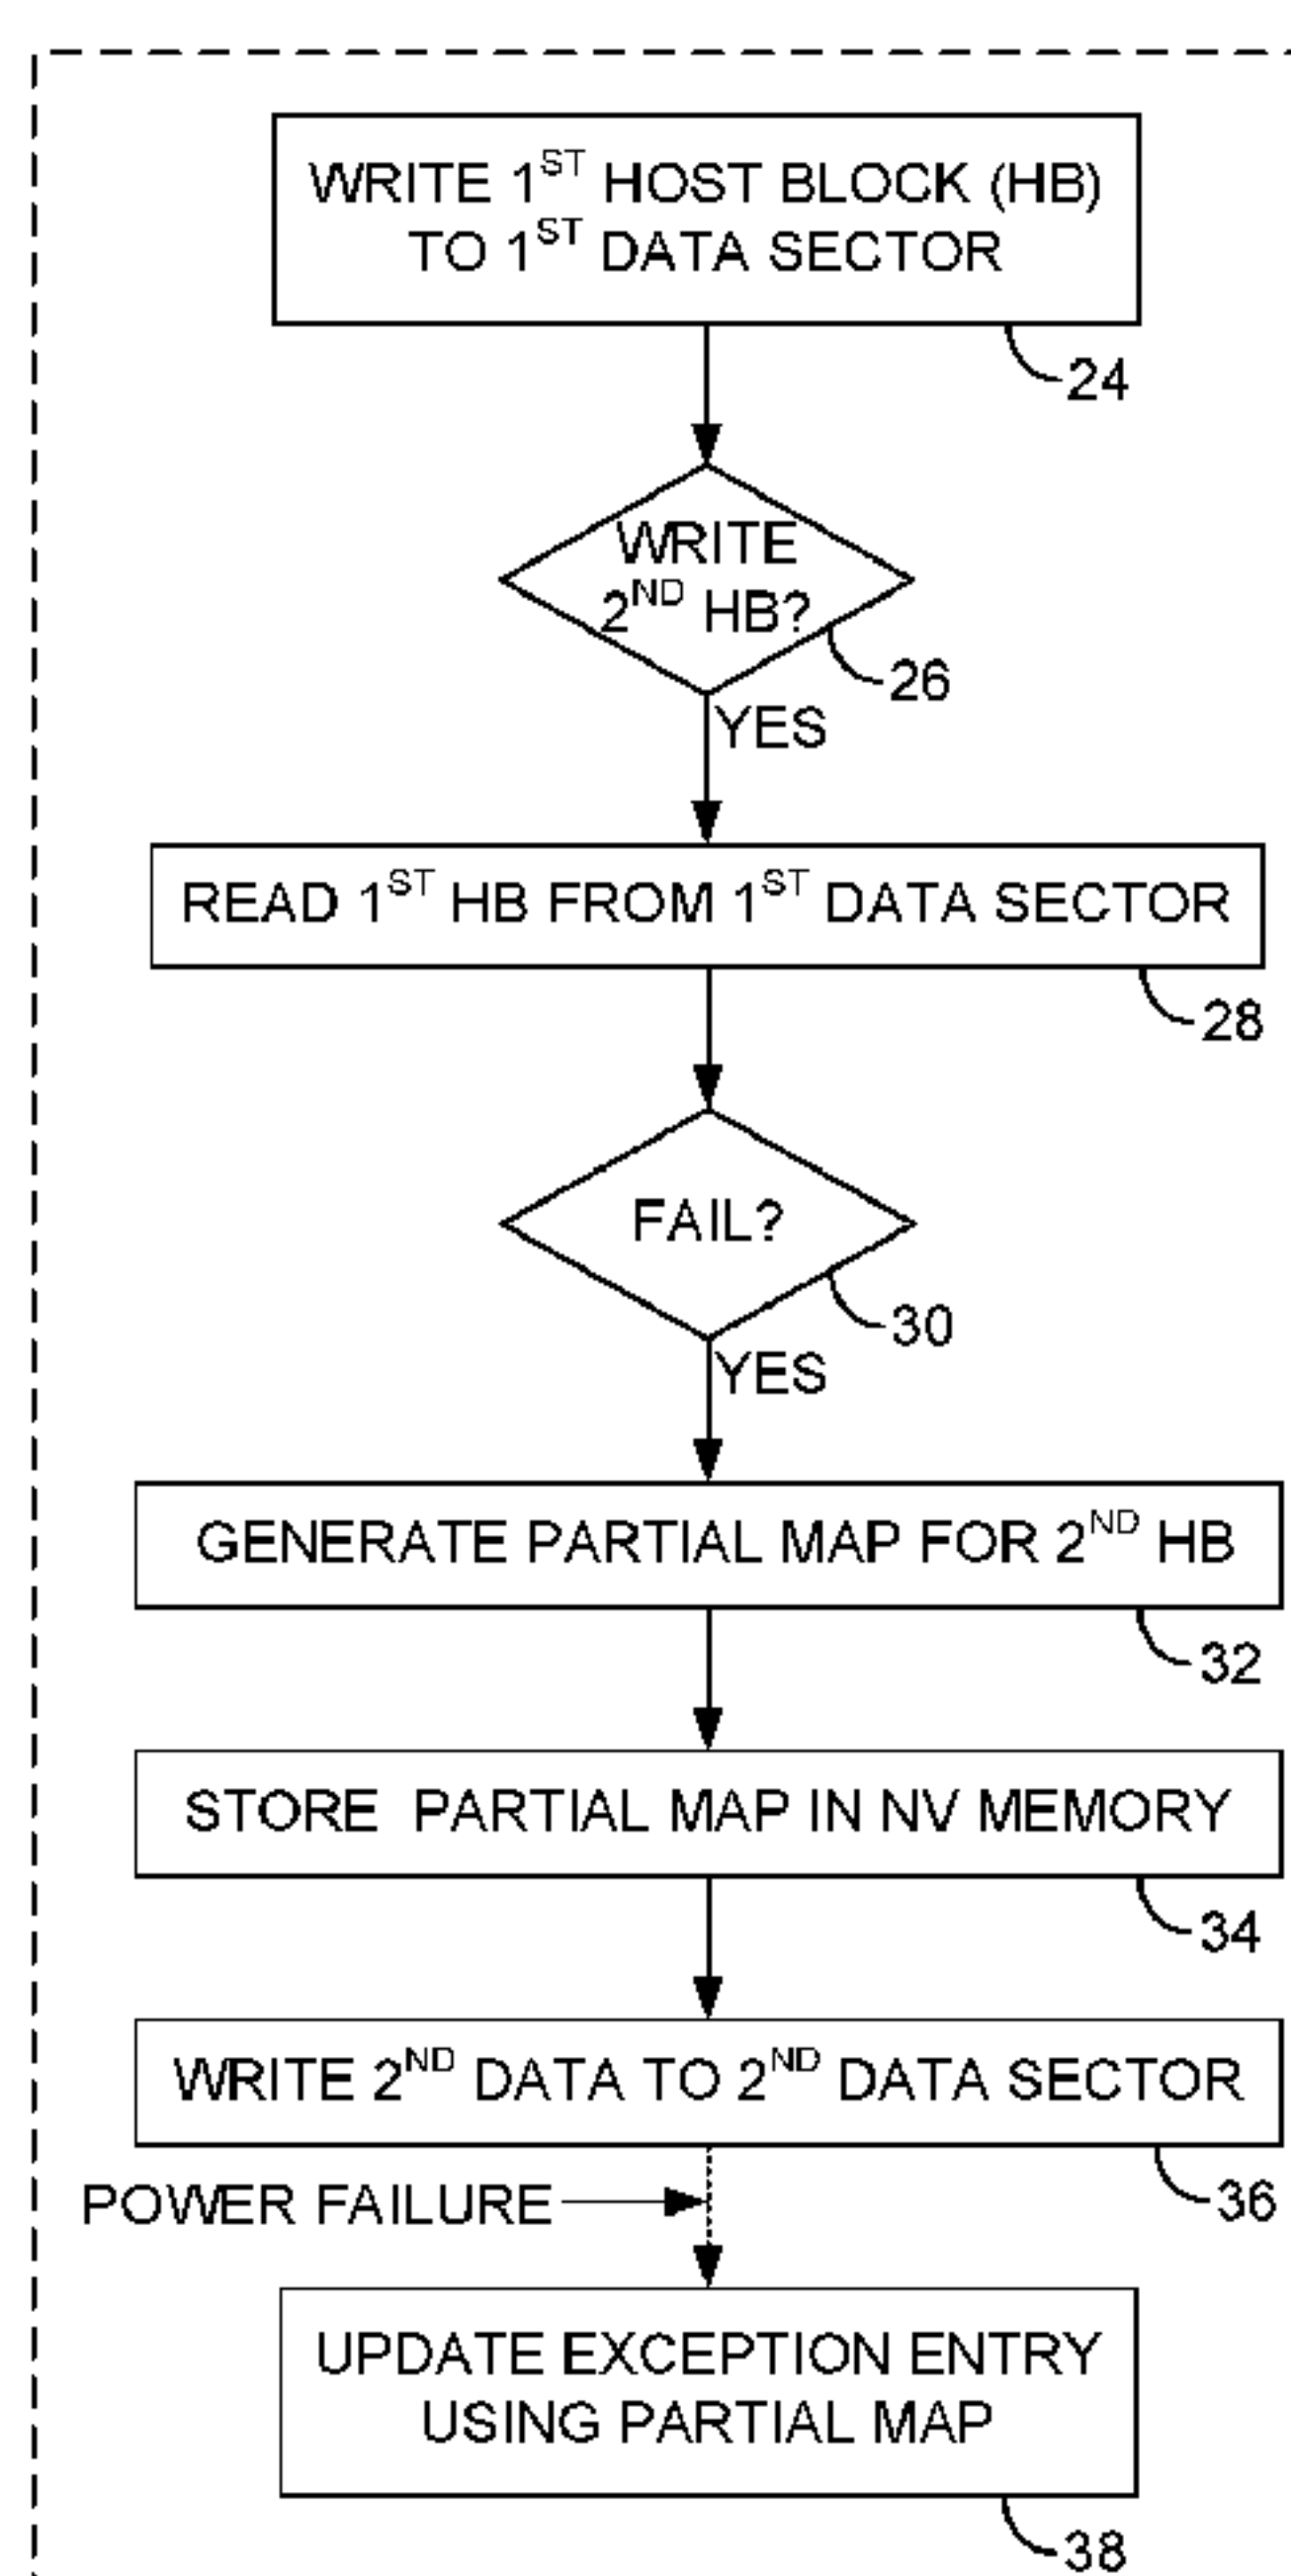 WRITE 1ST HOST BLOCK (HB)
TO 1ST DATA SECTOR
24
WRITE
2ND HB?
26
YES
READ 1ST HB FROM 1ST DATA SECTOR
28
FAIL?
30
YES
GENERATE PARTIAL MAP FOR 2ND HB
32
STORE PARTIAL MAP IN NV MEMORY
34
WRITE 2ND DATA TO 2ND DATA SECTOR
36
POWER FAILURE
UPDATE EXCEPTION ENTRY
USING PARTIAL MAP
38